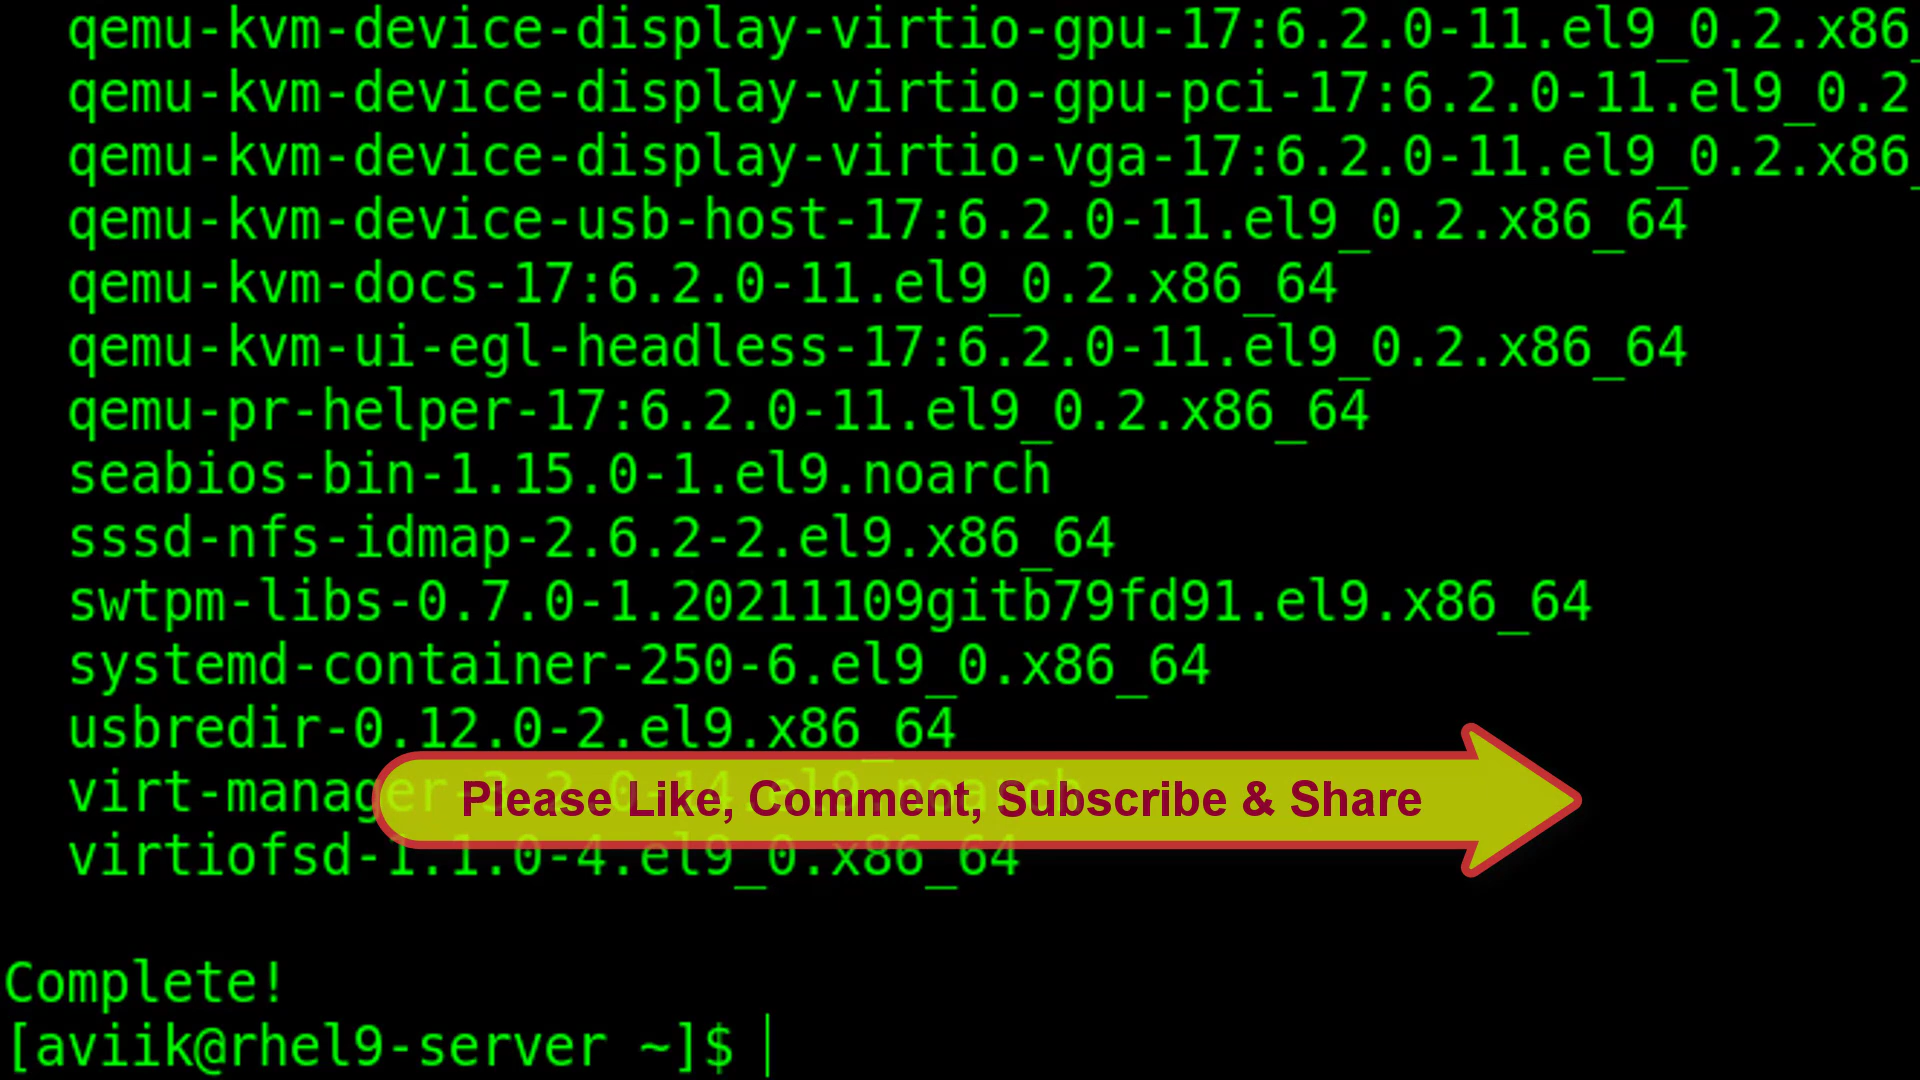 qemu-kvm-device-display-virtio-gpu-17:6.2.0-11.el9_0.2.x86_
qemu-kvm-device-display-virtio-gpu-pci-17:6.2.0-11.el9_0.2
qemu-kvm-device-display-virtio-vga-17:6.2.0-11.el9_0.2.x86_
qemu-kvm-device-usb-host-17:6.2.0-11.el9_0.2.x86_64
qemu-kvm-docs-17:6.2.0-11.el9_0.2.x86_64
qemu-kvm-ui-egl-headless-17:6.2.0-11.el9_0.2.x86_64
qemu-pr-helper-17:6.2.0-11.el9_0.2.x86_64
seabios-bin-1.15.0-1.el9.noarch
sssd-nfs-idmap-2.6.2-2.el9.x86_64
swtpm-libs-0.7.0-1.20211109gitb79fd91.el9.x86_64
systemd-container-250-6.el9_0.x86_64
usbredir-0.12.0-2.el9.x86_64
virt-manager-3.2.0-14.el9.noarch
Please Like, Comment, Subscribe & Share
virtiofsd-1.1.0-4.el9_0.x86_64
Complete!
[aviik@rhel9-server ~]$